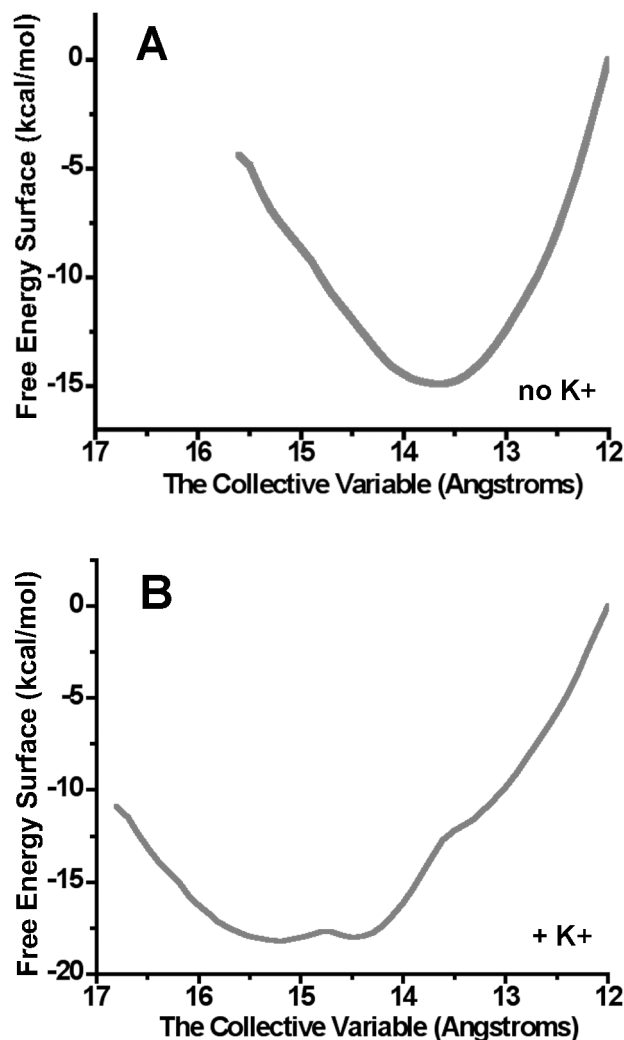 A
Free Energy Surface (kcal/mol)
0
-5
-10
-15
no K+
17 16 15 14 13 12
The Collective Variable (Angstroms)
B
Free Energy Surface (kcal/mol)
0
-5
-10
-15
-20
+ K+
17 16 15 14 13 12
The Collective Variable (Angstroms)